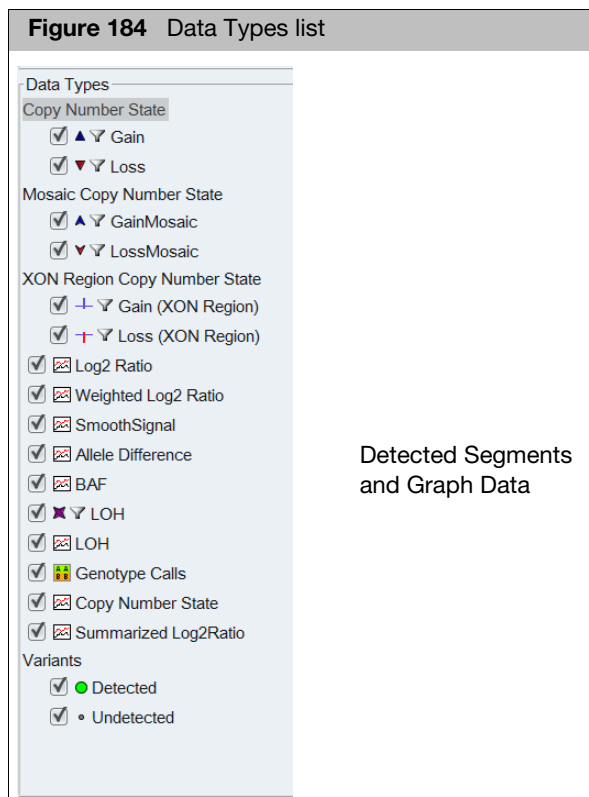 Figure 184 Data Types list
Data Types
Copy Number State
Gain
Loss
Mosaic Copy Number State
GainMosaic
LossMosaic
XON Region Copy Number State
Gain (XON Region)
Loss (XON Region)
Log2 Ratio
Weighted Log2 Ratio
SmoothSignal
Allele Difference
BAF
LOH
LOH
Genotype Calls
Copy Number State
Summarized Log2Ratio
Variants
Detected
Undetected
Detected Segments
and Graph Data